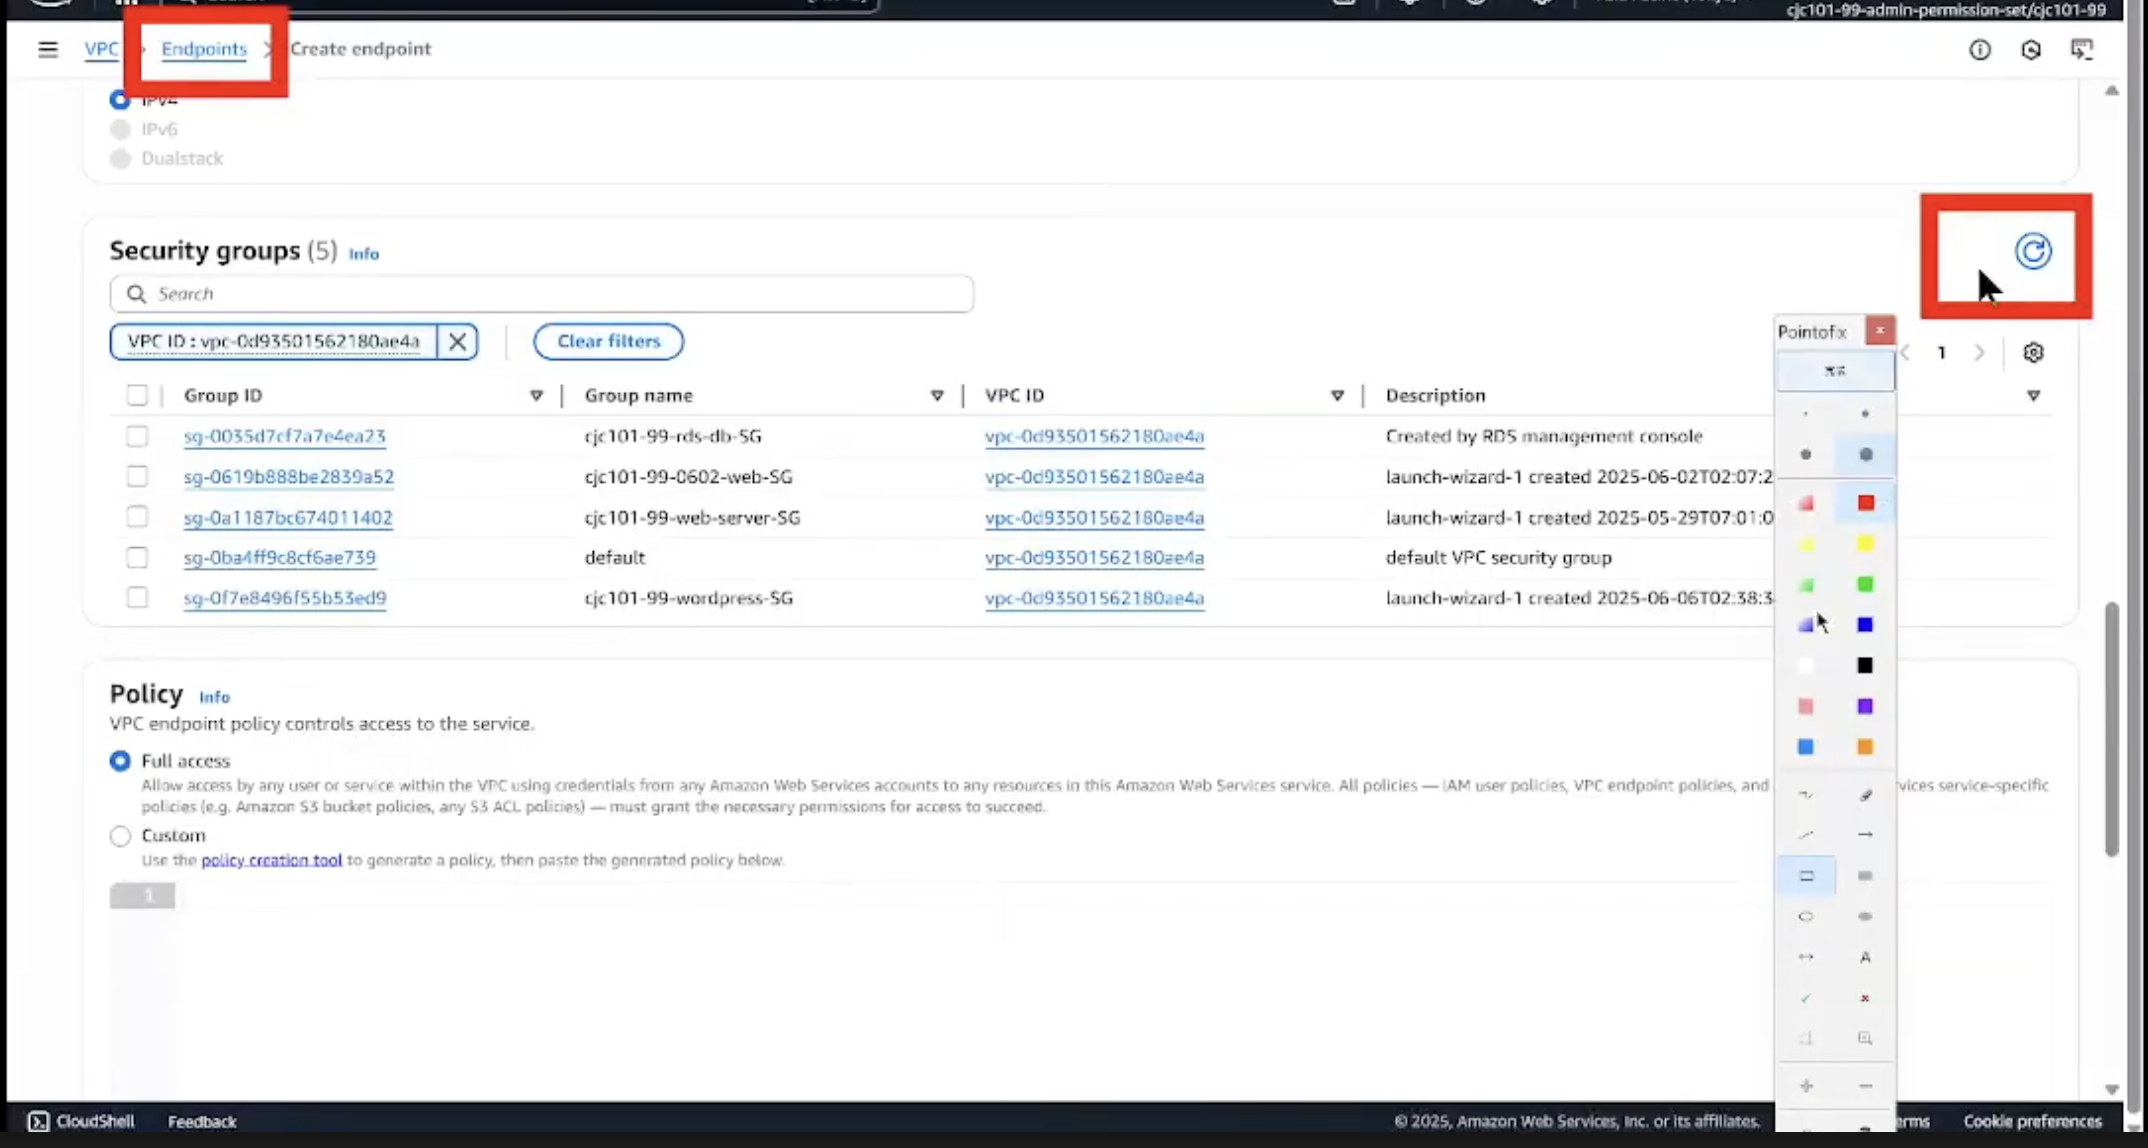 cjc101-99-admin-permission-set/cjc101-99
VPC Endpoints Create endpoint
IPv4
IPv6
Dualstack
Security groups (5) Info
Search
VPC ID : vpc-0d93501562180ae4a Clear filters
Pointofix
1
Group ID Group name VPC ID Description
sg-0035d7cf7a7e4ea23 cjc101-99-rds-db-SG vpc-0d93501562180ae4a Created by RDS management console
sg-0619b888be2839a52 cjc101-99-0602-web-SG vpc-0d93501562180ae4a launch-wizard-1 created 2025-06-02T02:07:2
sg-0a1187bc674011402 cjc101-99-web-server-SG vpc-0d93501562180ae4a launch-wizard-1 created 2025-05-29T07:01:0
sg-0ba4ff9c8cf6ae739 default vpc-0d93501562180ae4a default VPC security group
sg-0f7e8496f55b53ed9 cjc101-99-wordpress-SG vpc-0d93501562180ae4a launch-wizard-1 created 2025-06-06T02:38:3
Policy Info
VPC endpoint policy controls access to the service.
Full access
Allow access by any user or service within the VPC using credentials from any Amazon Web Services accounts to any resources in this Amazon Web Services service. All policies — IAM user policies, VPC endpoint policies, and vices service-specific
policies (e.g. Amazon S3 bucket policies, any S3 ACL policies) — must grant the necessary permissions for access to succeed.
Custom
Use the policy creation tool to generate a policy, then paste the generated policy below.
1
A
CloudShell Feedback © 2025, Amazon Web Services, Inc. or its affiliates. erms Cookie preferences